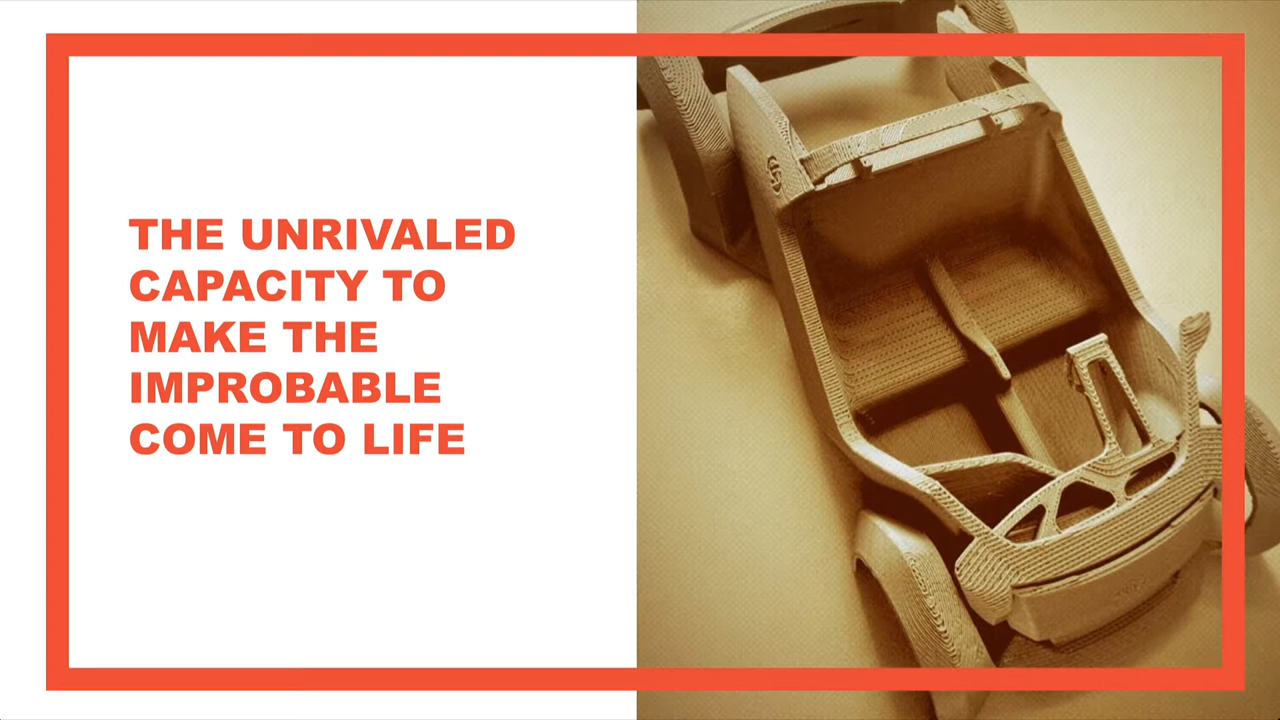 THE UNRIVALED
CAPACITY TO
MAKE THE
IMPROBABLE
COME TO LIFE